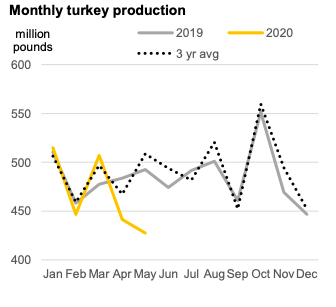 Monthly turkey production
million
pounds
2019
2020
3 yr avg
600
550
500
450
400
Jan Feb Mar Apr May Jun Jul Aug Sep Oct Nov Dec